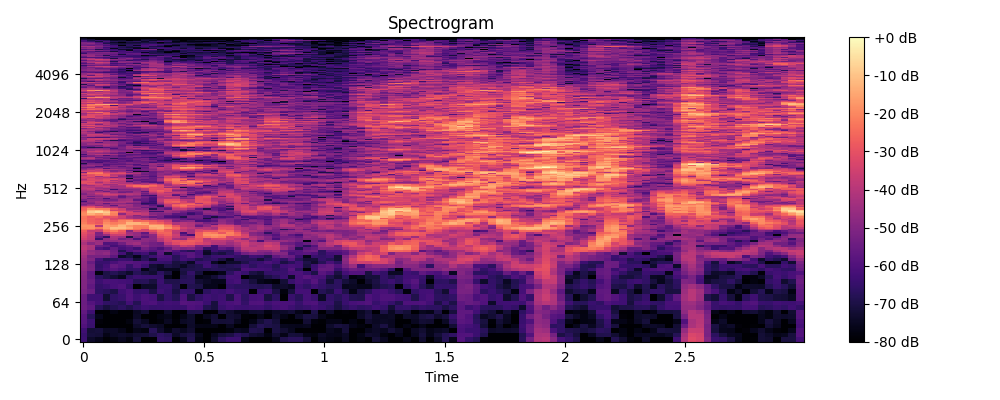 Spectrogram
Hz
4096
2048
1024
512
256
128
64
0
0
0.5
1
1.5
2
2.5
Time
+0 dB
-10 dB
-20 dB
-30 dB
-40 dB
-50 dB
-60 dB
-70 dB
-80 dB